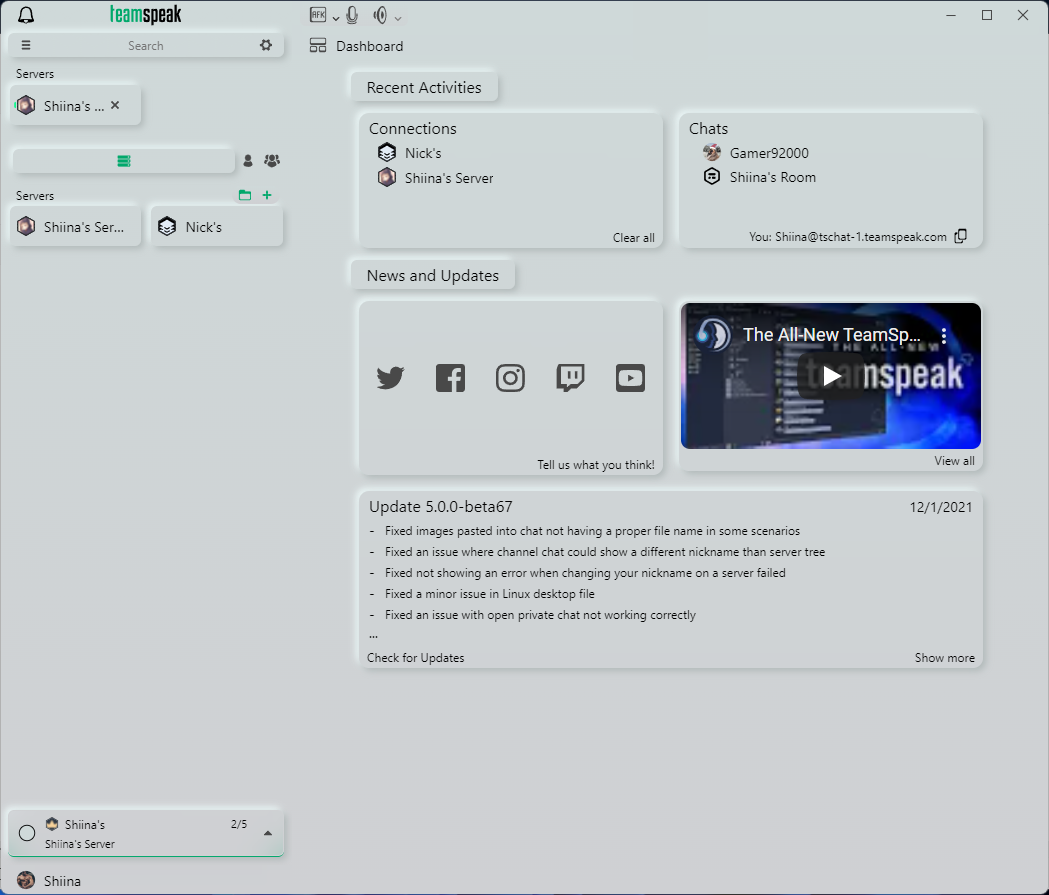 teamspeak
AFK
Search
Dashboard
Servers
Shiina's ...
Servers
Shiina's Ser...
Nick's
Recent Activities
Connections
Nick's
Shiina's Server
Clear all
Chats
Gamer92000
Shiina's Room
You: Shiina@tschat-1.teamspeak.com
News and Updates
Tell us what you think!
The All-New TeamSp...
THE ALL-NEW
teamspeak
View all
Update 5.0.0-beta67
12/1/2021
- Fixed images pasted into chat not having a proper file name in some scenarios
- Fixed an issue where channel chat could show a different nickname than server tree
- Fixed not showing an error when changing your nickname on a server failed
- Fixed a minor issue in Linux desktop file
- Fixed an issue with open private chat not working correctly
...
Check for Updates
Show more
Shiina's
2/5
Shiina's Server
Shiina